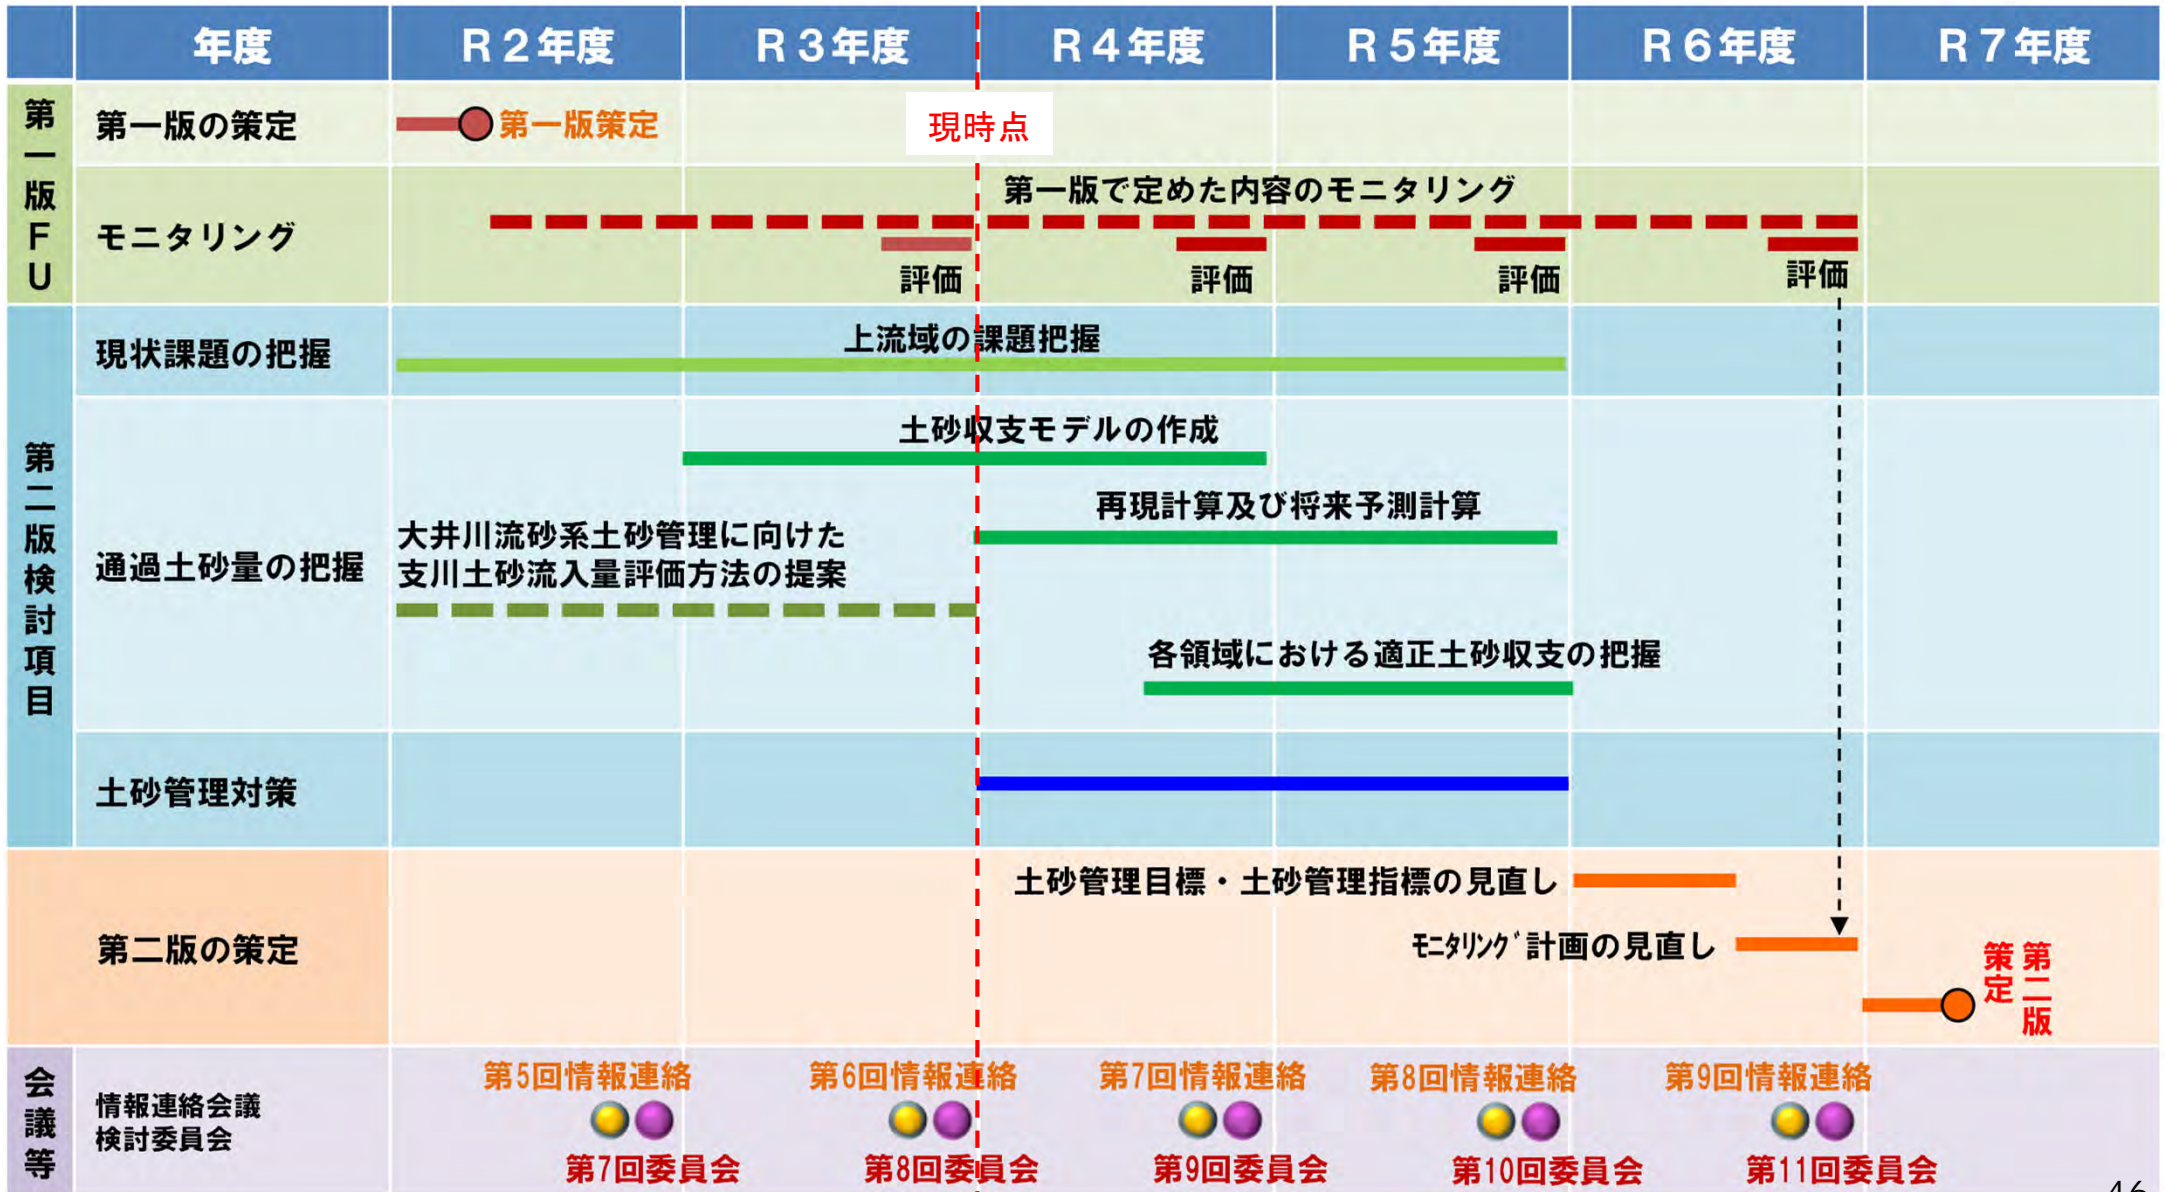 年度
R２年度
R３年度
R４年度
R５年度
R６年度
R７年度
第一版FU
第一版の策定
第一版策定
現時点
モニタリング
第一版で定めた内容のモニタリング
評価
評価
評価
評価
第二版検討項目
現状課題の把握
上流域の課題把握
通過土砂量の把握
土砂収支モデルの作成
再現計算及び将来予測計算
大井川流砂系土砂管理に向けた
支川土砂流入量評価方法の提案
各領域における適正土砂収支の把握
土砂管理対策
第二版の策定
土砂管理目標・土砂管理指標の見直し
ﾓﾆﾀﾘﾝｸﾞ計画の見直し
第二版
策定
会議等
情報連絡会議
検討委員会
第5回情報連絡
第6回情報連絡
第7回情報連絡
第8回情報連絡
第9回情報連絡
第7回委員会
第8回委員会
第9回委員会
第10回委員会
第11回委員会
46